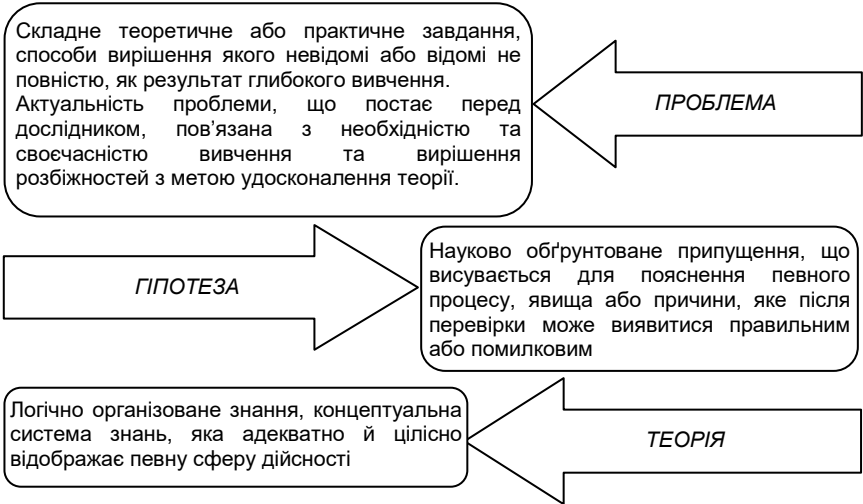 Складне теоретичне або практичне завдання,
способи вирішення якого невідомі або відомі не
повністю, як результат глибокого вивчення.
Актуальність проблеми, що постає перед
дослідником, пов’язана з необхідністю та
своєчасністю вивчення та вирішення
розбіжностей з метою удосконалення теорії.
ПРОБЛЕМА
ГІПОТЕЗА
Науково обґрунтоване припущення, що
висувається для пояснення певного
процесу, явища або причини, яке після
перевірки може виявитися правильним
або помилковим
Логічно організоване знання, концептуальна
система знань, яка адекватно й цілісно
відображає певну сферу дійсності
ТЕОРІЯ